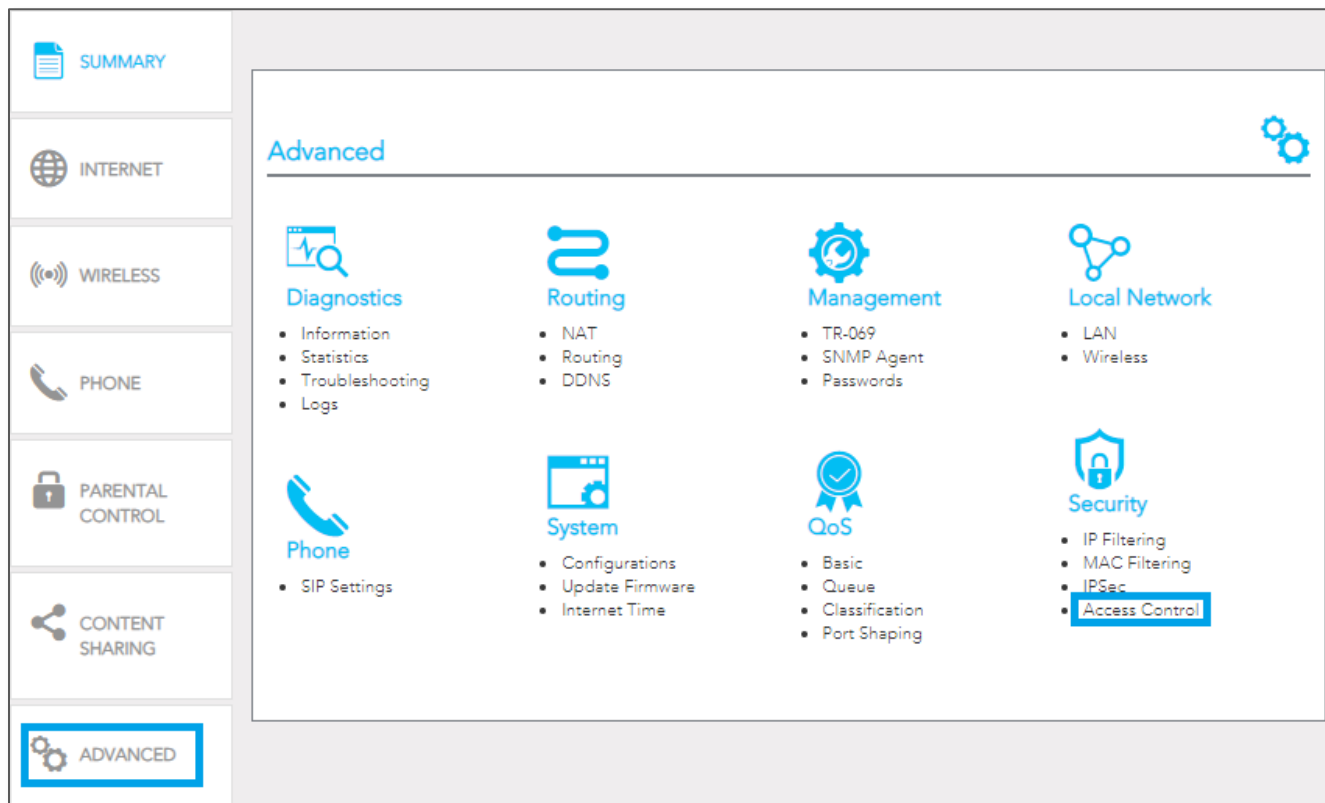 SUMMARY
INTERNET
WIRELESS
PHONE
PARENTAL
CONTROL
CONTENT
SHARING
ADVANCED
Advanced
Diagnostics
Information
Statistics
Troubleshooting
Logs
Routing
NAT
Routing
DDNS
Management
TR-069
SNMP Agent
Passwords
Local Network
LAN
Wireless
Phone
SIP Settings
System
Configurations
Update Firmware
Internet Time
QoS
Basic
Queue
Classification
Port Shaping
Security
IP Filtering
MAC Filtering
IPSec
Access Control